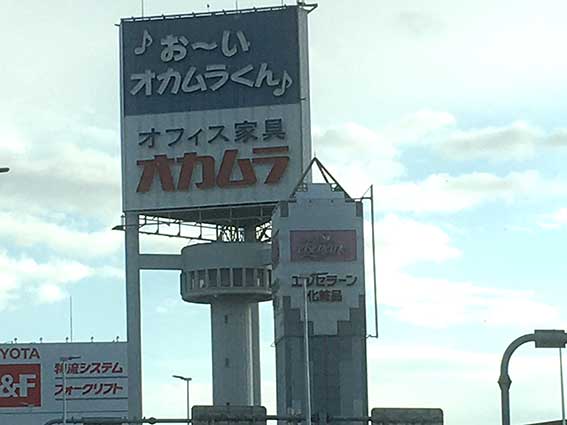 ♪お〜い
オカムラくん♪
オフィス家具
オカムラ
エクセラーン
化粧品
TOYOTA
&F
物流システム
フォークリフト